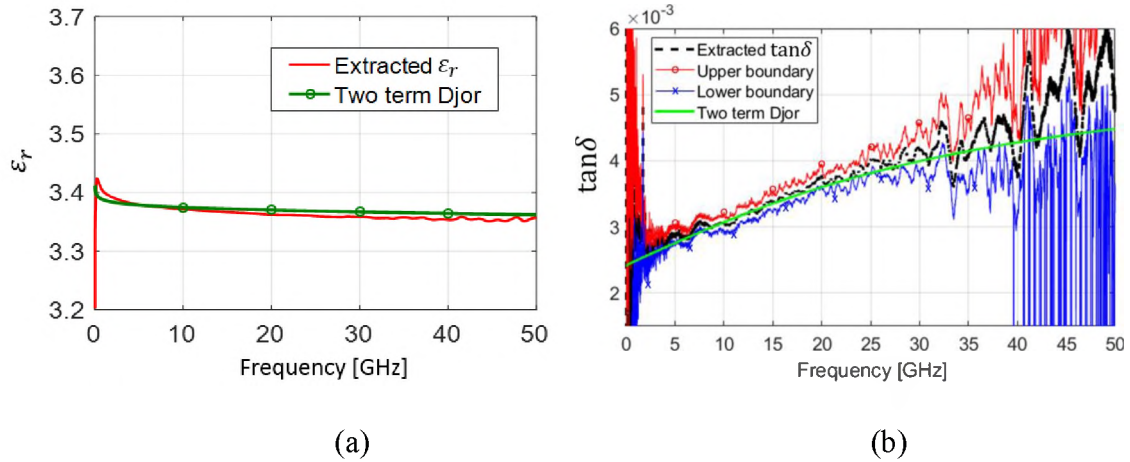 3.7
3.6
3.5
3.4
3.3
3.2
εr
Extracted εr
Two term Djor
0 10 20 30 40 50
Frequency [GHz]
(a)
×10⁻³
6
5
4
3
2
tanδ
Extracted tanδ
Upper boundary
Lower boundary
Two term Djor
0 5 10 15 20 25 30 35 40 45 50
Frequency [GHz]
(b)